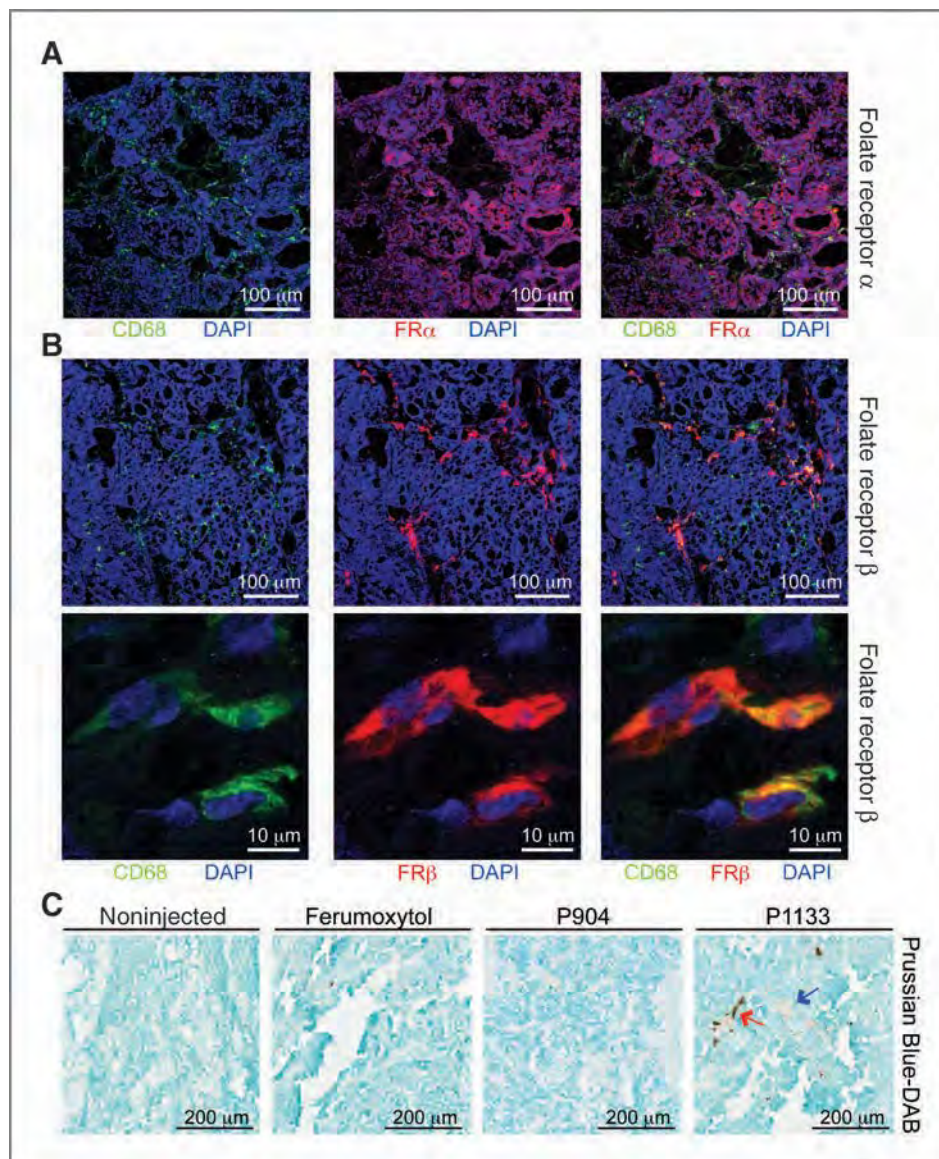 A
100 µm
100 µm
100 µm
CD68 DAPI
FRα DAPI
CD68 FRα DAPI
Folate receptor α
B
100 µm
100 µm
100 µm
Folate receptor β
10 µm
10 µm
10 µm
Folate receptor β
CD68 DAPI
FRβ DAPI
CD68 FRβ DAPI
C
Noninjected
Ferumoxytol
P904
P1133
200 µm
200 µm
200 µm
200 µm
Prussian Blue-DAB